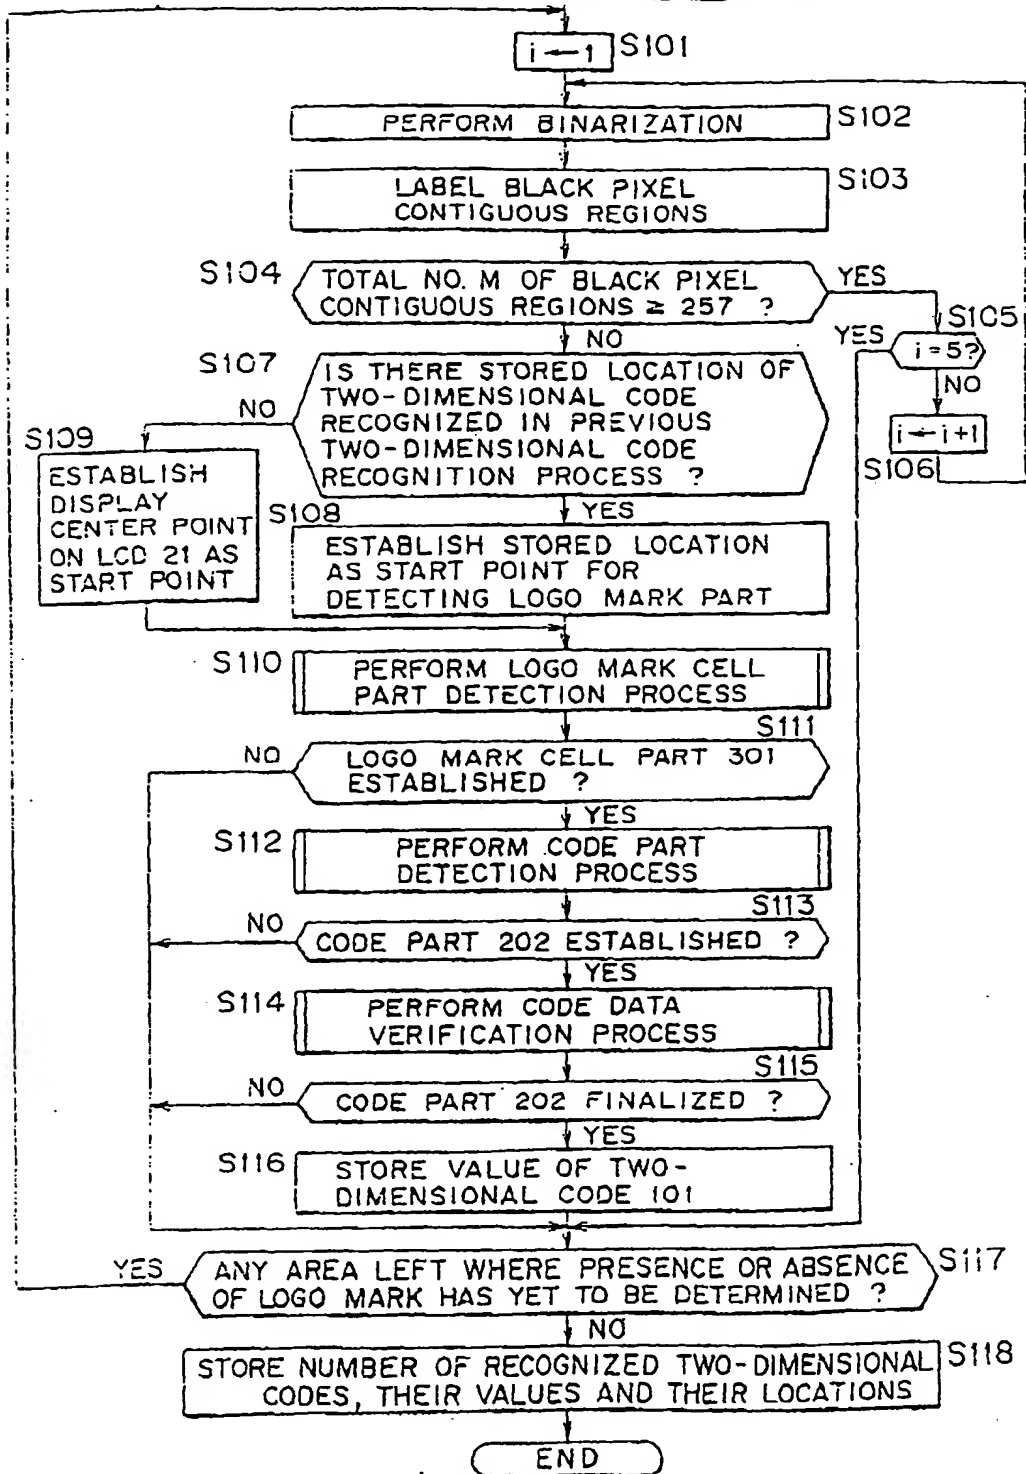 i ← 1
S101
PERFORM BINARIZATION
S102
LABEL BLACK PIXEL
CONTIGUOUS REGIONS
S103
S104
TOTAL NO. M OF BLACK PIXEL
CONTIGUOUS REGIONS ≥ 257 ?
YES
S105
YES
i = 5?
NO
i ← i+1
S106
NO
S107
IS THERE STORED LOCATION OF
TWO-DIMENSIONAL CODE
RECOGNIZED IN PREVIOUS
TWO-DIMENSIONAL CODE
RECOGNITION PROCESS ?
NO
S109
ESTABLISH
DISPLAY
CENTER POINT
ON LCD 21 AS
START POINT
YES
S108
ESTABLISH STORED LOCATION
AS START POINT FOR
DETECTING LOGO MARK PART
S110
PERFORM LOGO MARK CELL
PART DETECTION PROCESS
S111
NO
LOGO MARK CELL PART 301
ESTABLISHED ?
YES
S112
PERFORM CODE PART
DETECTION PROCESS
S113
NO
CODE PART 202 ESTABLISHED ?
YES
S114
PERFORM CODE DATA
VERIFICATION PROCESS
S115
NO
CODE PART 202 FINALIZED ?
YES
S116
STORE VALUE OF TWO-
DIMENSIONAL CODE 101
YES
ANY AREA LEFT WHERE PRESENCE OR ABSENCE
OF LOGO MARK HAS YET TO BE DETERMINED ?
S117
NO
STORE NUMBER OF RECOGNIZED TWO-DIMENSIONAL
CODES, THEIR VALUES AND THEIR LOCATIONS
S118
END